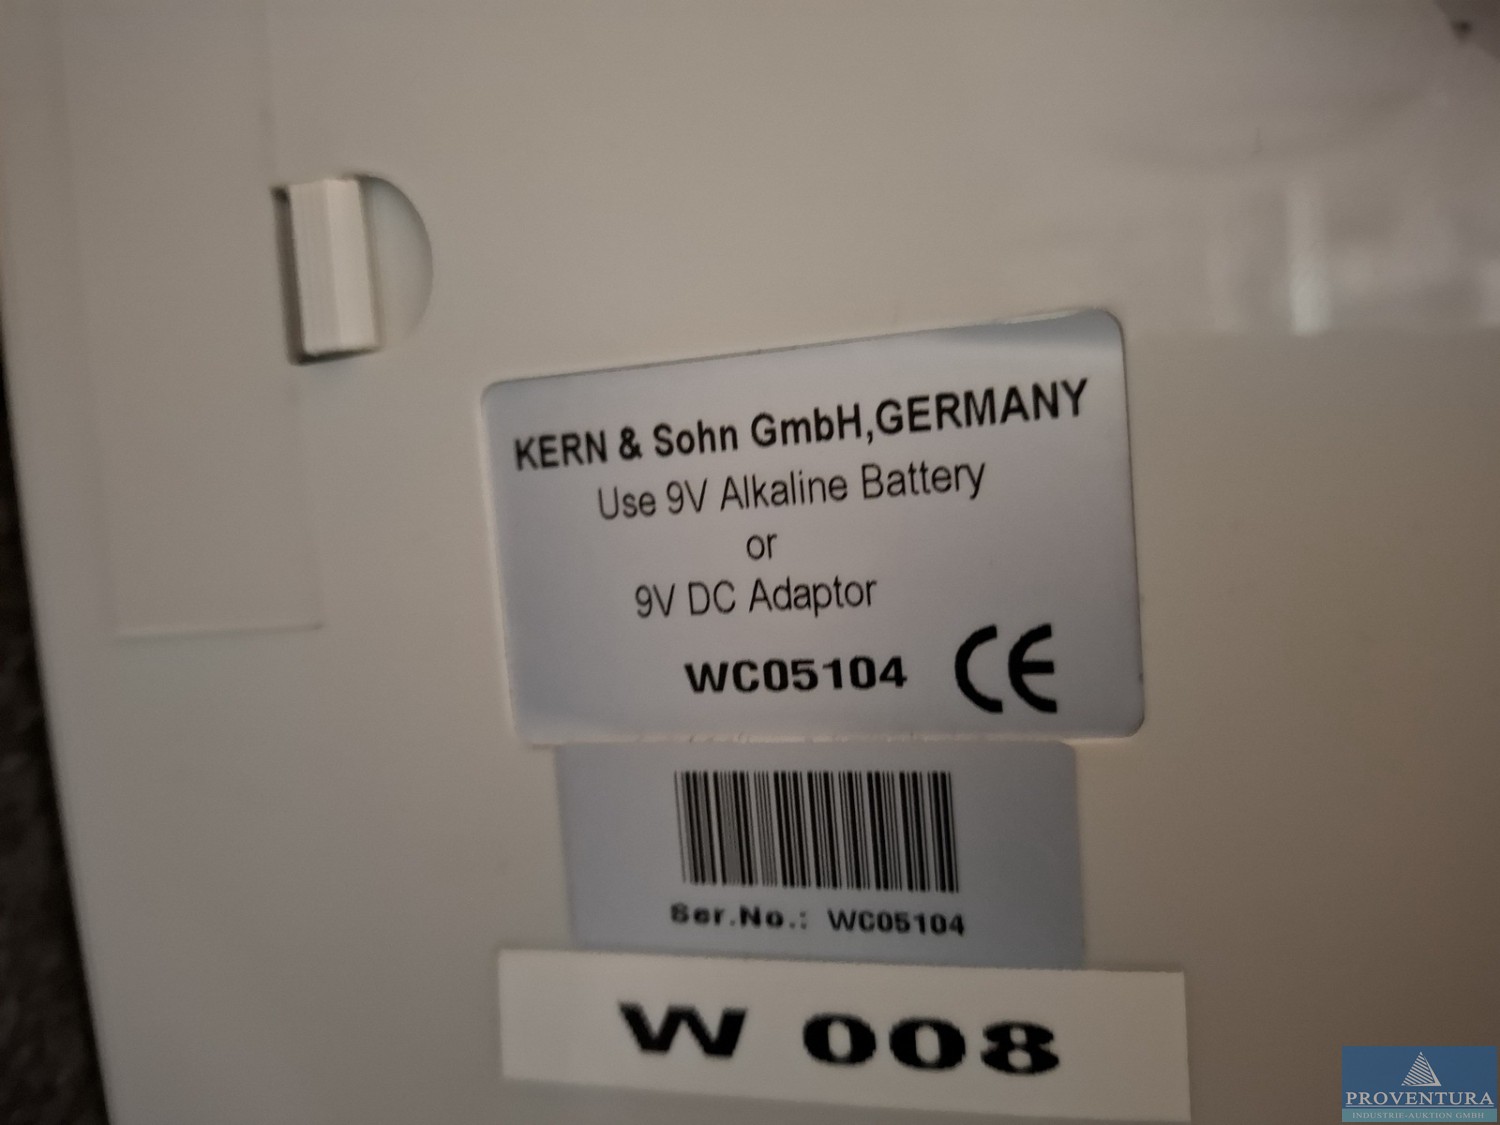 KERN & Sohn GmbH,GERMANY
Use 9V Alkaline Battery
or
9V DC Adaptor
WC05104 CE
Ser.No.: WC05104
W 008
PROVENTURA
INDUSTRIE-AUKTION GMBH